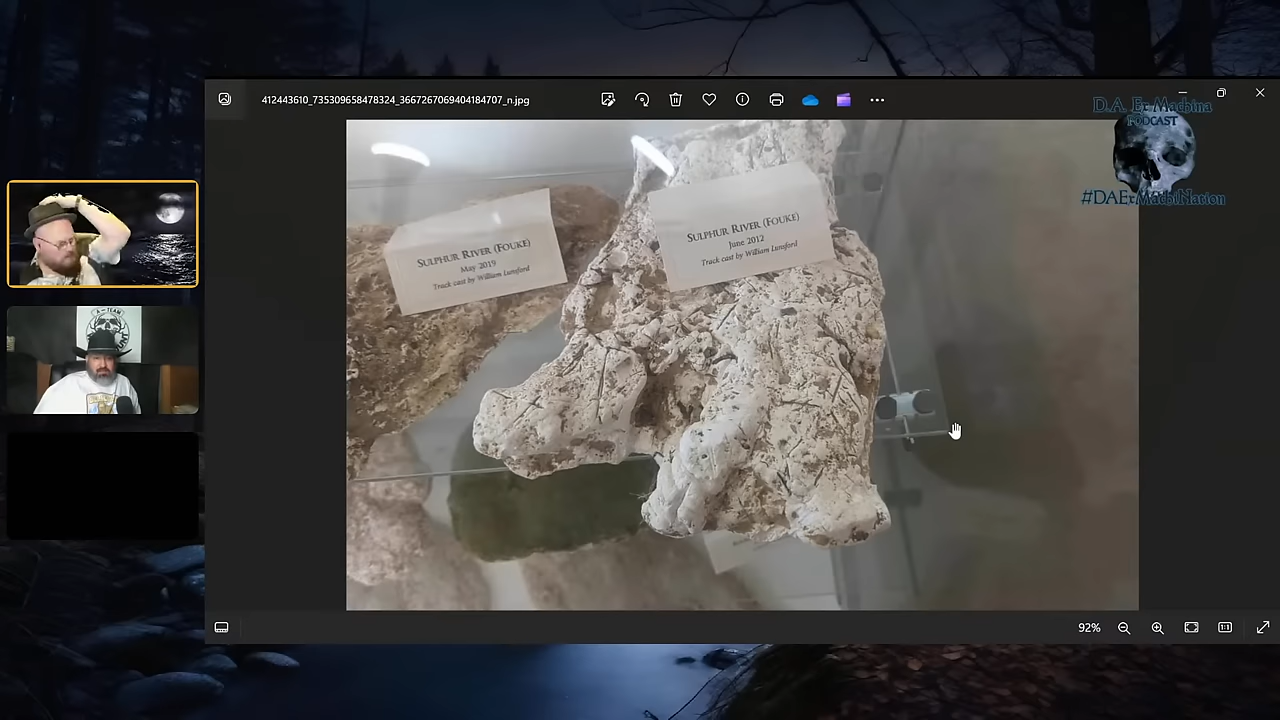 412443610_735309658478324_3667267069404184707_n.jpg
D.A. Ex Machina
PODCAST
#DAExMachiNation
SULPHUR RIVER (FOUKE)
May 2019
Track cast by William Lunsford
SULPHUR RIVER (FOUKE)
June 2012
Track cast by William Lunsford
A-TEAM
92%